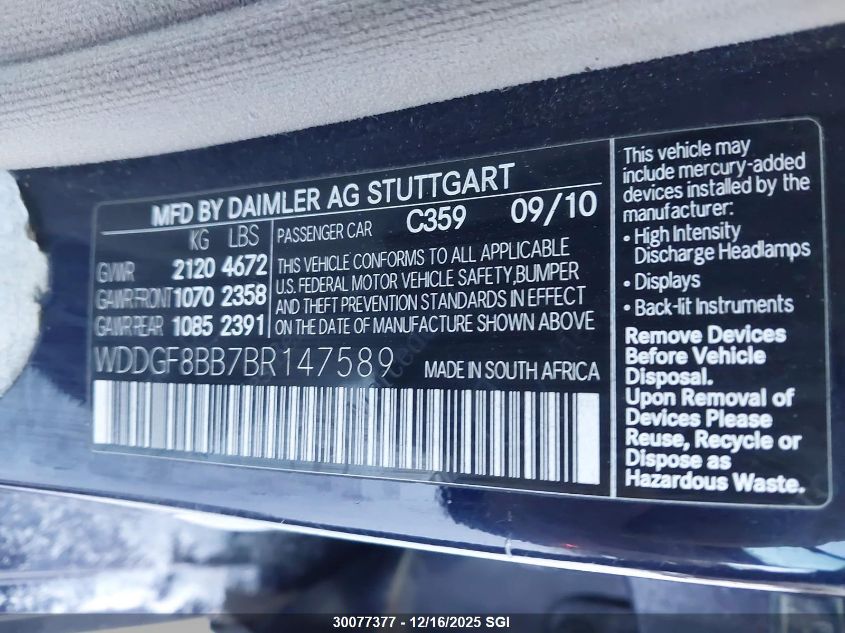 MFD BY DAIMLER AG STUTTGART
KG LBS
GVWR 2120 4672
GAWR FRONT 1070 2358
GAWR REAR 1085 2391
PASSENGER CAR C359 09/10
THIS VEHICLE CONFORMS TO ALL APPLICABLE
U.S. FEDERAL MOTOR VEHICLE SAFETY,BUMPER
AND THEFT PREVENTION STANDARDS IN EFFECT
ON THE DATE OF MANUFACTURE SHOWN ABOVE
WDDGF8BB7BR147589 MADE IN SOUTH AFRICA
This vehicle may
include mercury-added
devices installed by the
manufacturer:
• High Intensity
Discharge Headlamps
• Displays
• Back-lit Instruments
Remove Devices
Before Vehicle
Disposal.
Upon Removal of
Devices Please
Reuse, Recycle or
Dispose as
Hazardous Waste.
30077377 - 12/16/2025 SGI